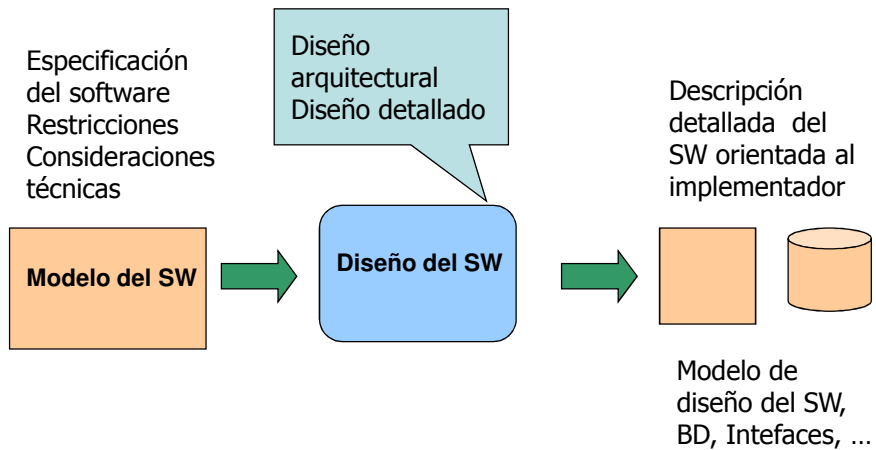 Especificación
del software
Restricciones
Consideraciones
técnicas
Modelo del SW
Diseño
arquitectural
Diseño detallado
Diseño del SW
Descripción
detallada del
SW orientada al
implementador
Modelo de
diseño del SW,
BD, Intefaces, ...